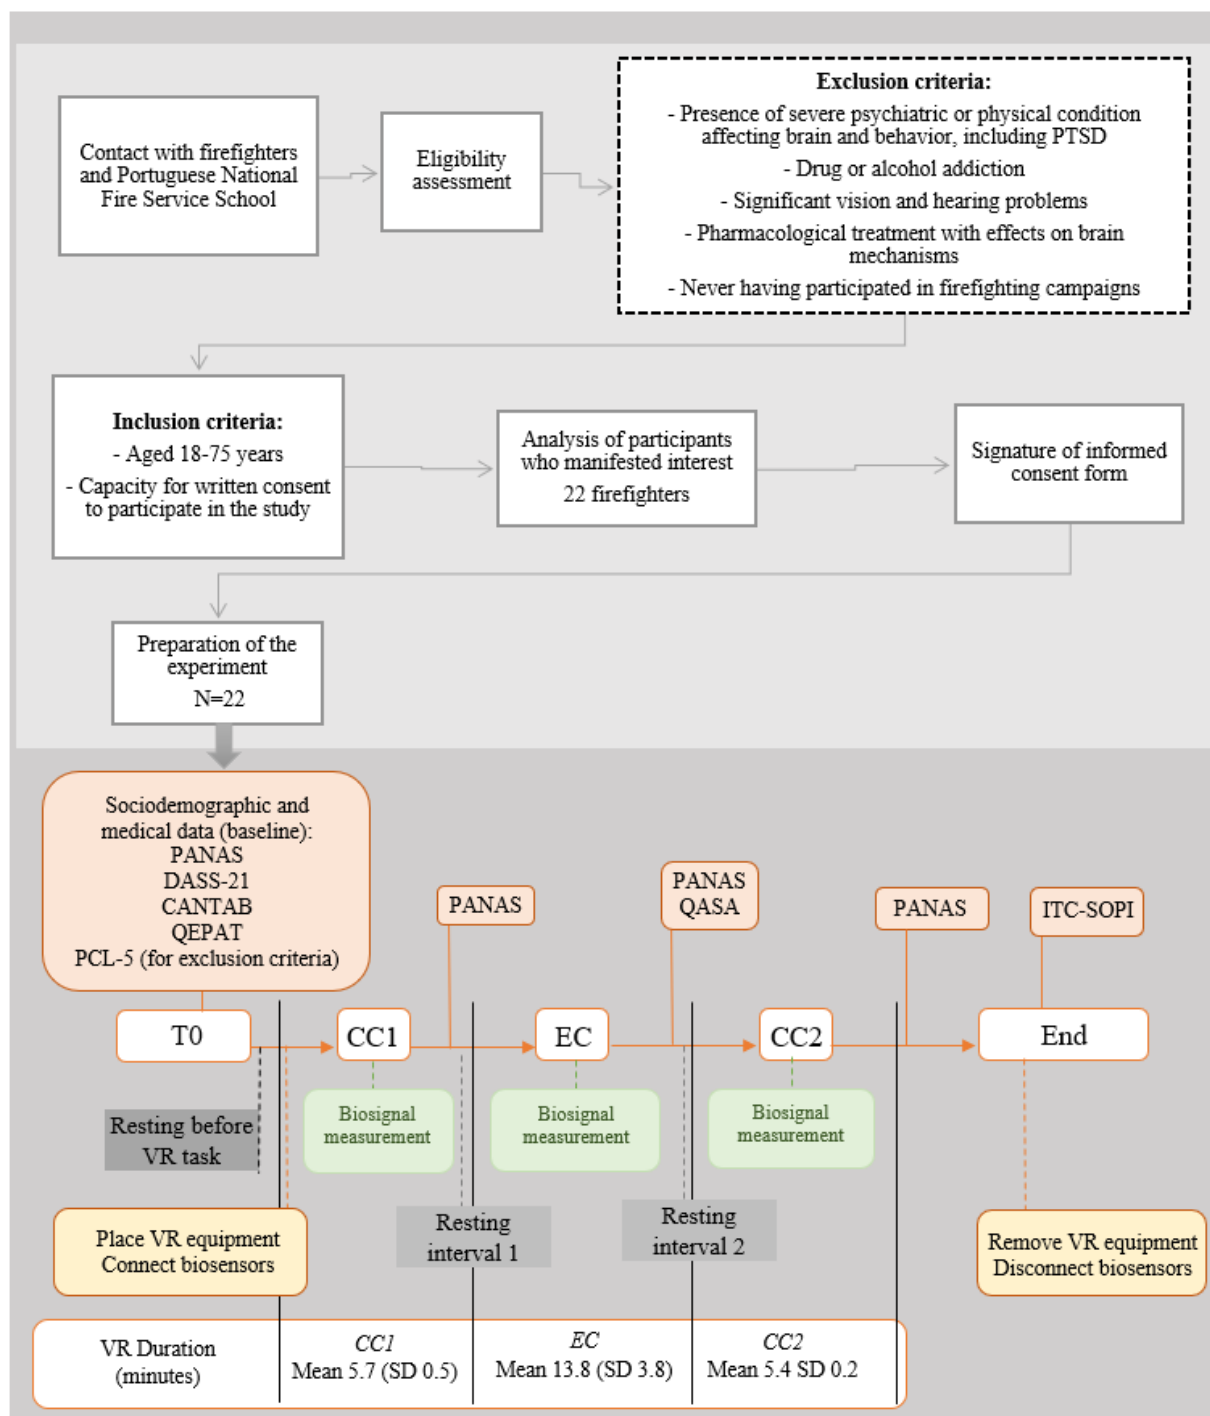 Contact with firefighters
and Portuguese National
Fire Service School
Eligibility
assessment
Exclusion criteria:
- Presence of severe psychiatric or physical condition
affecting brain and behavior, including PTSD
- Drug or alcohol addiction
- Significant vision and hearing problems
- Pharmacological treatment with effects on brain
mechanisms
- Never having participated in firefighting campaigns
Inclusion criteria:
- Aged 18-75 years
- Capacity for written consent
to participate in the study
Analysis of participants
who manifested interest
22 firefighters
Signature of informed
consent form
Preparation of the
experiment
N=22
Sociodemographic and
medical data (baseline):
PANAS
DASS-21
CANTAB
QEPAT
PCL-5 (for exclusion criteria)
PANAS
PANAS
QASA
PANAS
ITC-SOPI
T0
CC1
EC
CC2
End
Resting before
VR task
Biosignal
measurement
Biosignal
measurement
Biosignal
measurement
Place VR equipment
Connect biosensors
Resting
interval 1
Resting
interval 2
Remove VR equipment
Disconnect biosensors
VR Duration
(minutes)
CC1
Mean 5.7 (SD 0.5)
EC
Mean 13.8 (SD 3.8)
CC2
Mean 5.4 SD 0.2